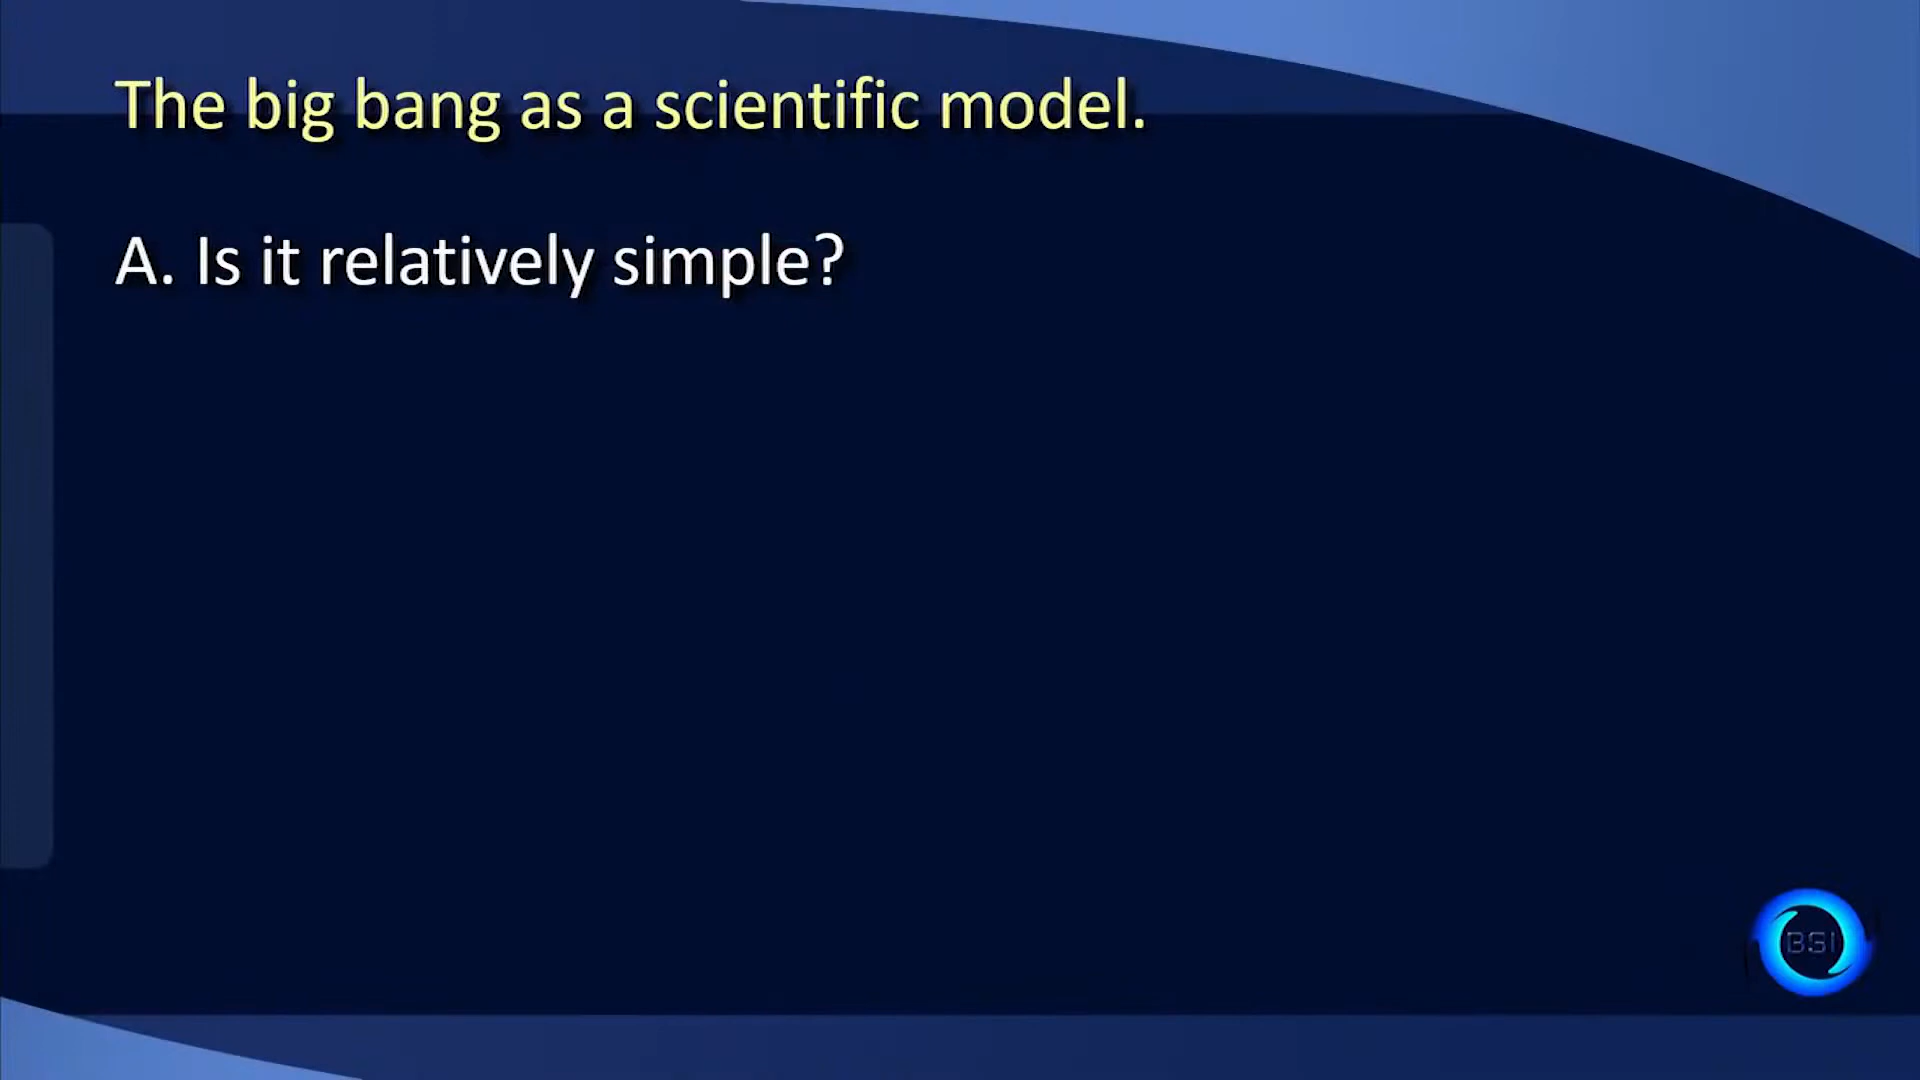 The big bang as a scientific model.
A. Is it relatively simple?
BSI